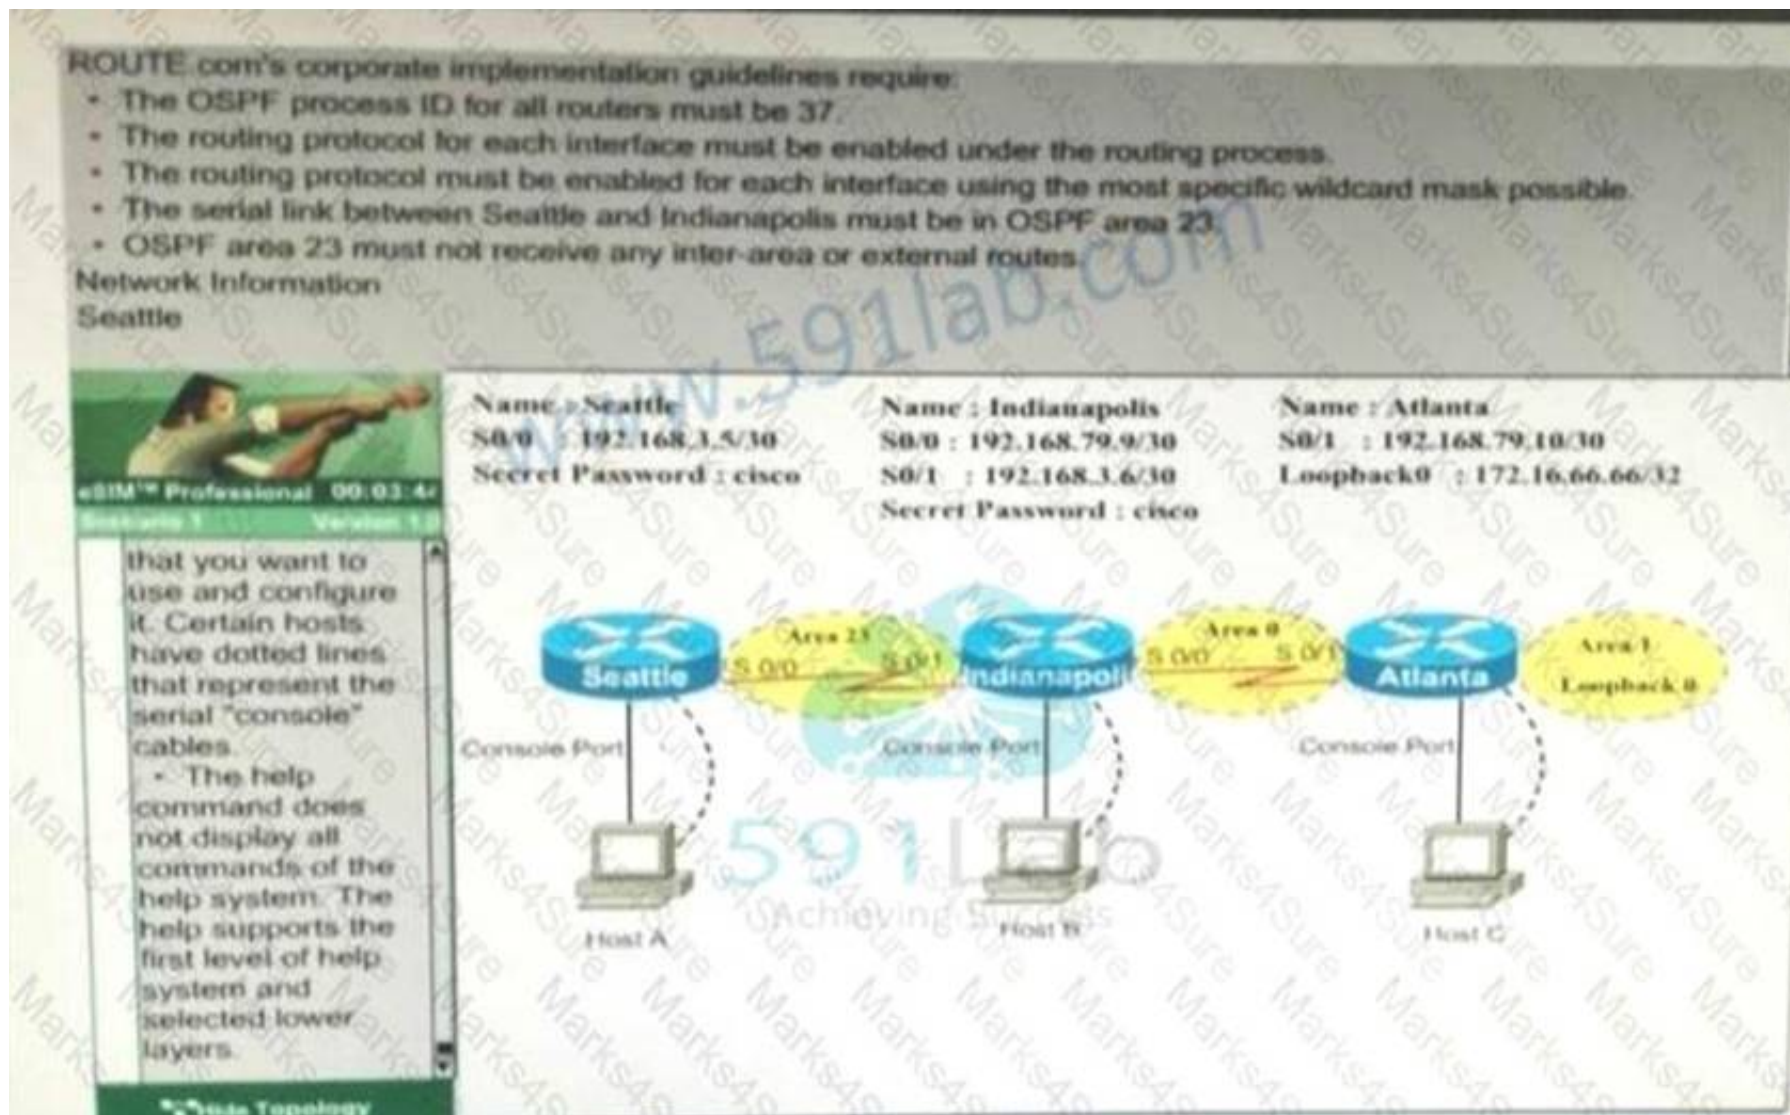 ROUTE.com's corporate implementation guidelines require:
• The OSPF process ID for all routers must be 37.
• The routing protocol for each interface must be enabled under the routing process.
• The routing protocol must be enabled for each interface using the most specific wildcard mask possible.
• The serial link between Seattle and Indianapolis must be in OSPF area 23.
• OSPF area 23 must not receive any inter-area or external routes.
Network Information
Seattle
www.591lab.com
Name : Seattle
S0/0 : 192.168.3.5/30
Secret Password : cisco
Name : Indianapolis
S0/0 : 192.168.79.9/30
S0/1 : 192.168.3.6/30
Secret Password : cisco
Name : Atlanta
S0/1 : 192.168.79.10/30
Loopback0 : 172.16.66.66/32
eSIM™ Professional 00:03:4
Scenario 1 Version 1.
that you want to
use and configure
it. Certain hosts
have dotted lines
that represent the
serial "console"
cables.
• The help
command does
not display all
commands of the
help system. The
help supports the
first level of help
system and
selected lower
layers.
Hide Topology
Seattle
S 0/0
Area 23
S 0/1
Indianapoli
S 0/0
Area 0
S 0/1
Atlanta
Area 1
Loopback 0
Console Port
Console Port
Console Port
591Lab
Achieving Success
Host A
Host B
Host C
Marks4Sure